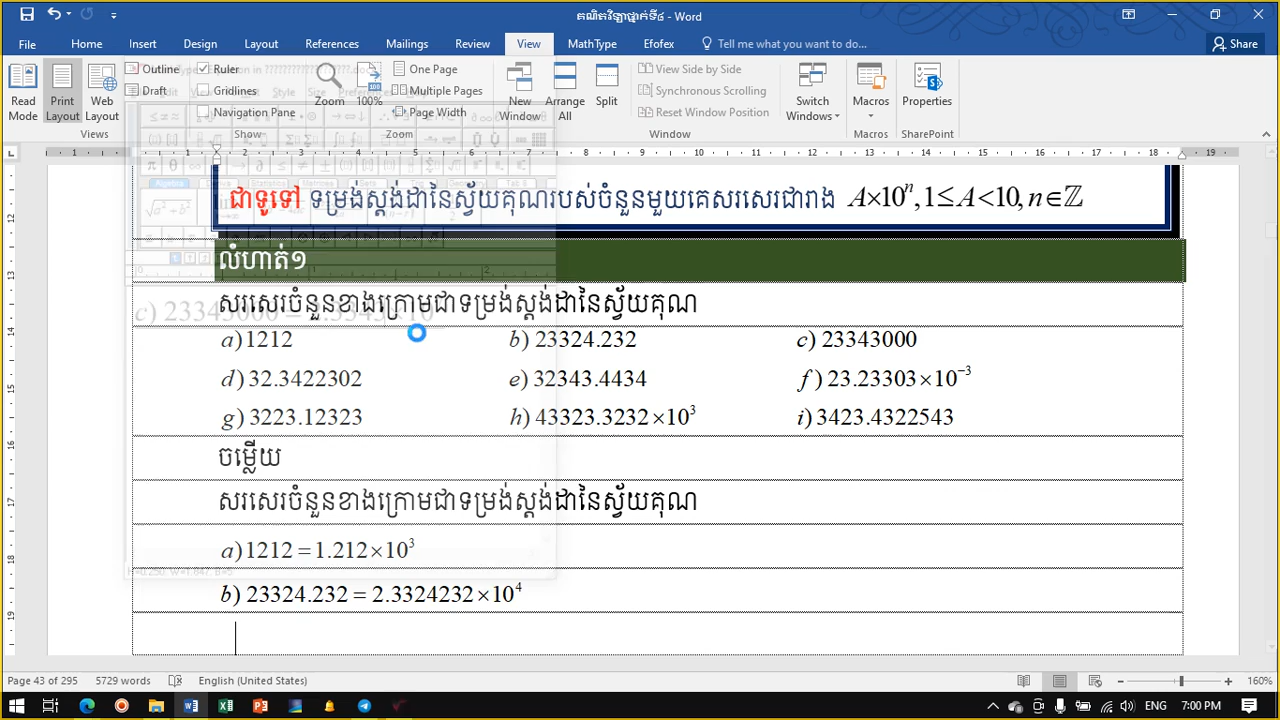 គណិតវិទ្យាថ្នាក់ទី៨ - Word
File Home Insert Design Layout References Mailings Review View MathType Efofex Tell me what you want to do... Share
Read Mode Print Layout Web Layout Outline Draft
Views
Ruler Gridlines Navigation Pane
Show
Zoom 100% One Page Multiple Pages Page Width
Zoom
New Window Arrange All Split View Side by Side Synchronous Scrolling Reset Window Position Switch Windows
Window
Macros
Macros
Properties
SharePoint
ជាទូទៅ ទម្រង់ស្តង់ដានៃស្វ័យគុណរបស់ចំនួនមួយគេសរសេរជារាង A×10ⁿ,1≤A<10, n∈ℤ
លំហាត់១
សរសេរចំនួនខាងក្រោមជាទម្រង់ស្តង់ដានៃស្វ័យគុណ
a) 1212 b) 23324.232 c) 23343000
d) 32.3422302 e) 32343.4434 f) 23.23303×10⁻³
g) 3223.12323 h) 43323.3232×10³ i) 3423.4322543
ចម្លើយ
សរសេរចំនួនខាងក្រោមជាទម្រង់ស្តង់ដានៃស្វ័យគុណ
a) 1212 = 1.212×10³
b) 23324.232 = 2.3324232×10⁴
Page 43 of 295 5729 words English (United States) 160%
ENG 7:00 PM